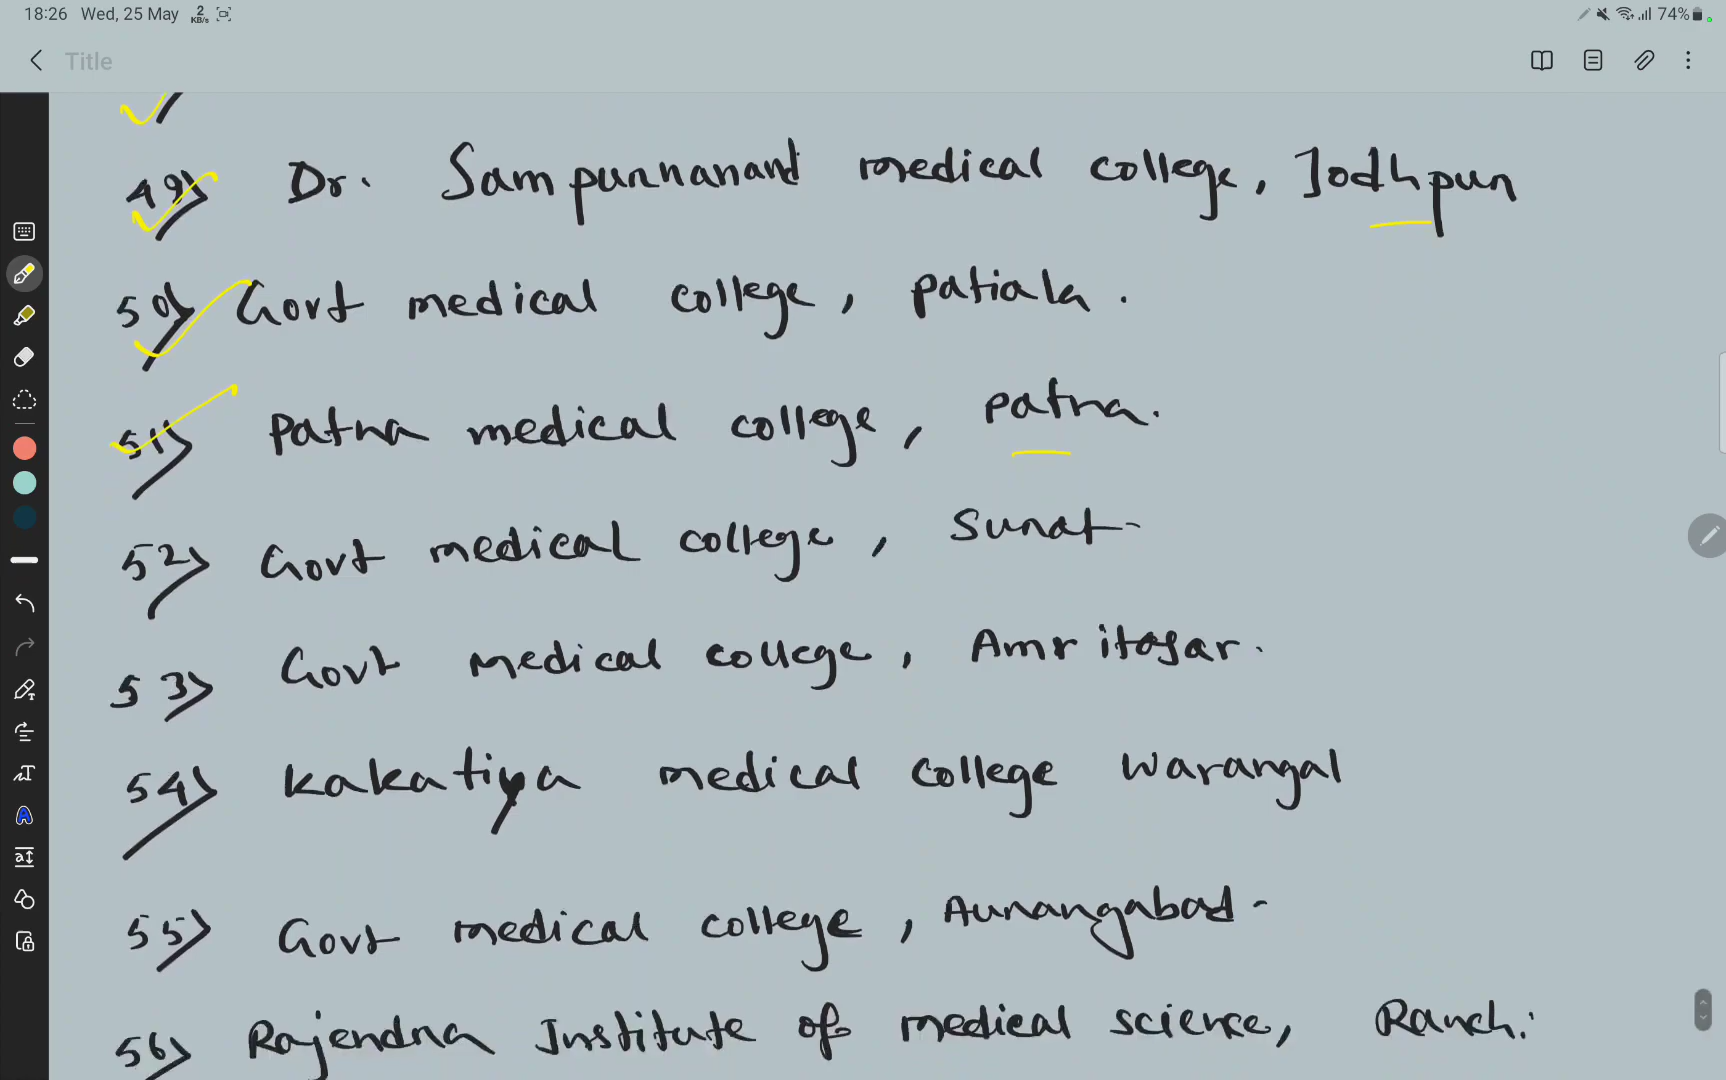 18:26 Wed, 25 May 2 KB/s 74%
Title
49) Dr. Sampurnanand medical college, Jodhpur
50) Govt medical college, patiala.
51) Patna medical college, patna.
52) Govt medical college, Surat
53) Govt medical college, Amritsar.
54) Kakatiya medical college Warangal
55) Govt medical college, Aurangabad
56) Rajendra Institute of medical science, Ranchi